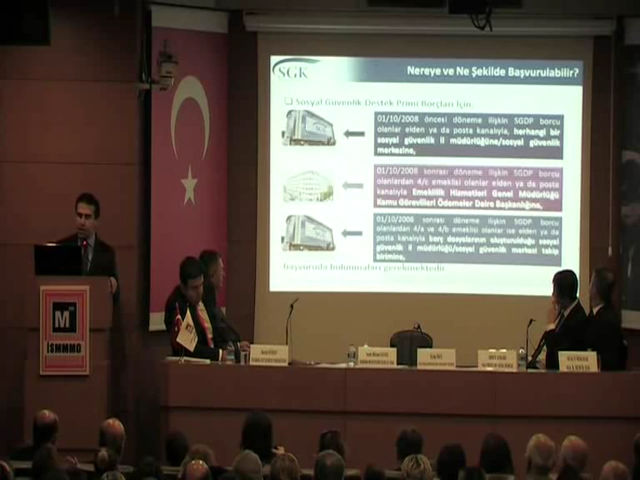 SGK
Nereye ve Ne Şekilde Başvurulabilir?
Sosyal Güvenlik Destek Primi Borçları İçin,
01/10/2008 öncesi döneme ilişkin SGDP borcu
olanlar elden ya da posta kanalıyla, herhangi bir
sosyal güvenlik il müdürlüğüne/sosyal güvenlik
merkezine,
01/10/2008 sonrası döneme ilişkin SGDP borcu
olanlardan 4/c emeklisi olanlar elden ya da posta
kanalıyla Emeklilik Hizmetleri Genel Müdürlüğü
Kamu Görevlileri Ödemeler Daire Başkanlığına,
01/10/2008 sonrası döneme ilişkin SGDP borcu
olanlardan 4/a ve 4/b emeklisi olanlar ise elden ya da
posta kanalıyla borç dosyalarının oluşturulduğu sosyal
güvenlik il müdürlüğü/sosyal güvenlik merkezi takip
birimine,
başvuruda bulunmaları gerekmektedir.
M
İSMMMO